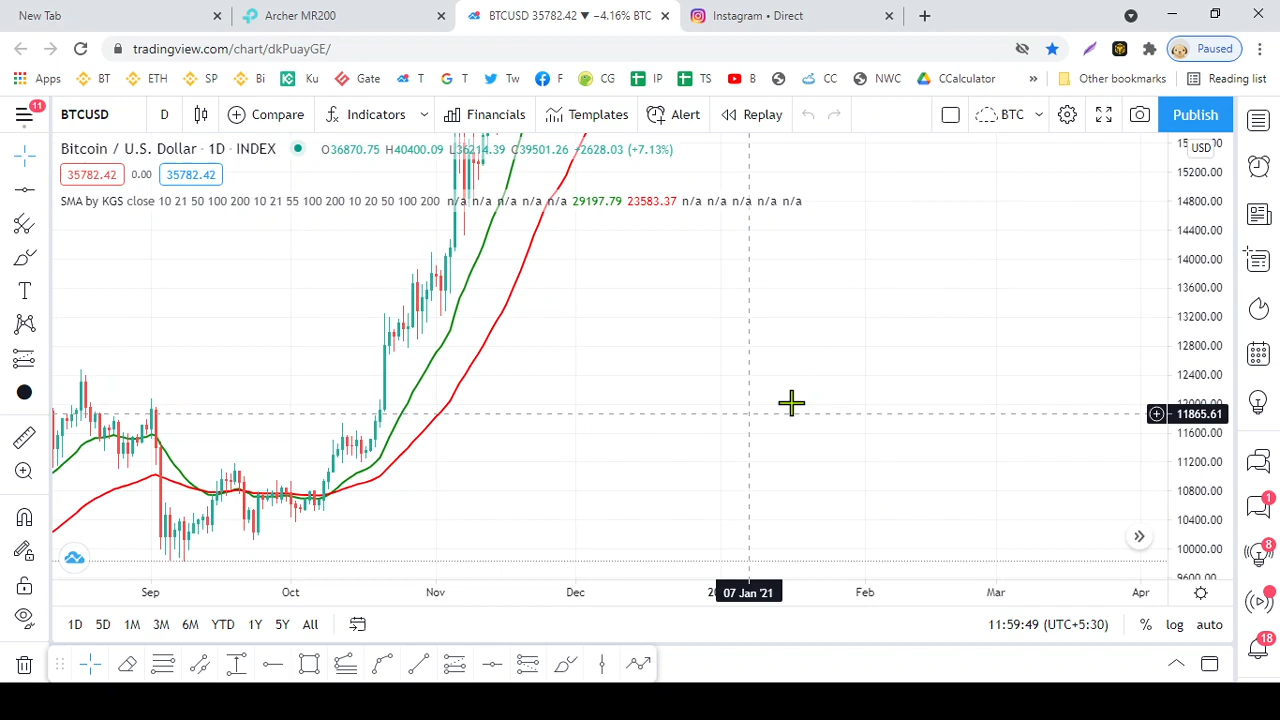 New Tab
Archer MR200
BTCUSD 35782.42 ▼ −4.16% BTC
Instagram • Direct
tradingview.com/chart/dkPuayGE/
Paused
Apps BT ETH SP Bi Ku Gate T T Tw F CG IP TS B CC NWC CCalculator » Other bookmarks Reading list
11 BTCUSD D Compare Indicators Financials Templates Alert Replay BTC Publish
Bitcoin / U.S. Dollar · 1D · INDEX O36870.75 H40400.09 L36214.39 C39501.26 +2628.03 (+7.13%)
35782.42 0.00 35782.42
SMA by KGS close 10 21 50 100 200 10 21 55 100 200 10 20 50 100 200 n/a n/a n/a n/a n/a 29197.79 23583.37 n/a n/a n/a n/a n/a
USD
15200.00
14800.00
14400.00
14000.00
13600.00
13200.00
12800.00
12400.00
11865.61
11600.00
11200.00
10800.00
10400.00
10000.00
9600.00
Sep Oct Nov Dec 07 Jan '21 Feb Mar Apr
1D 5D 1M 3M 6M YTD 1Y 5Y All 11:59:49 (UTC+5:30) % log auto
1
8
18